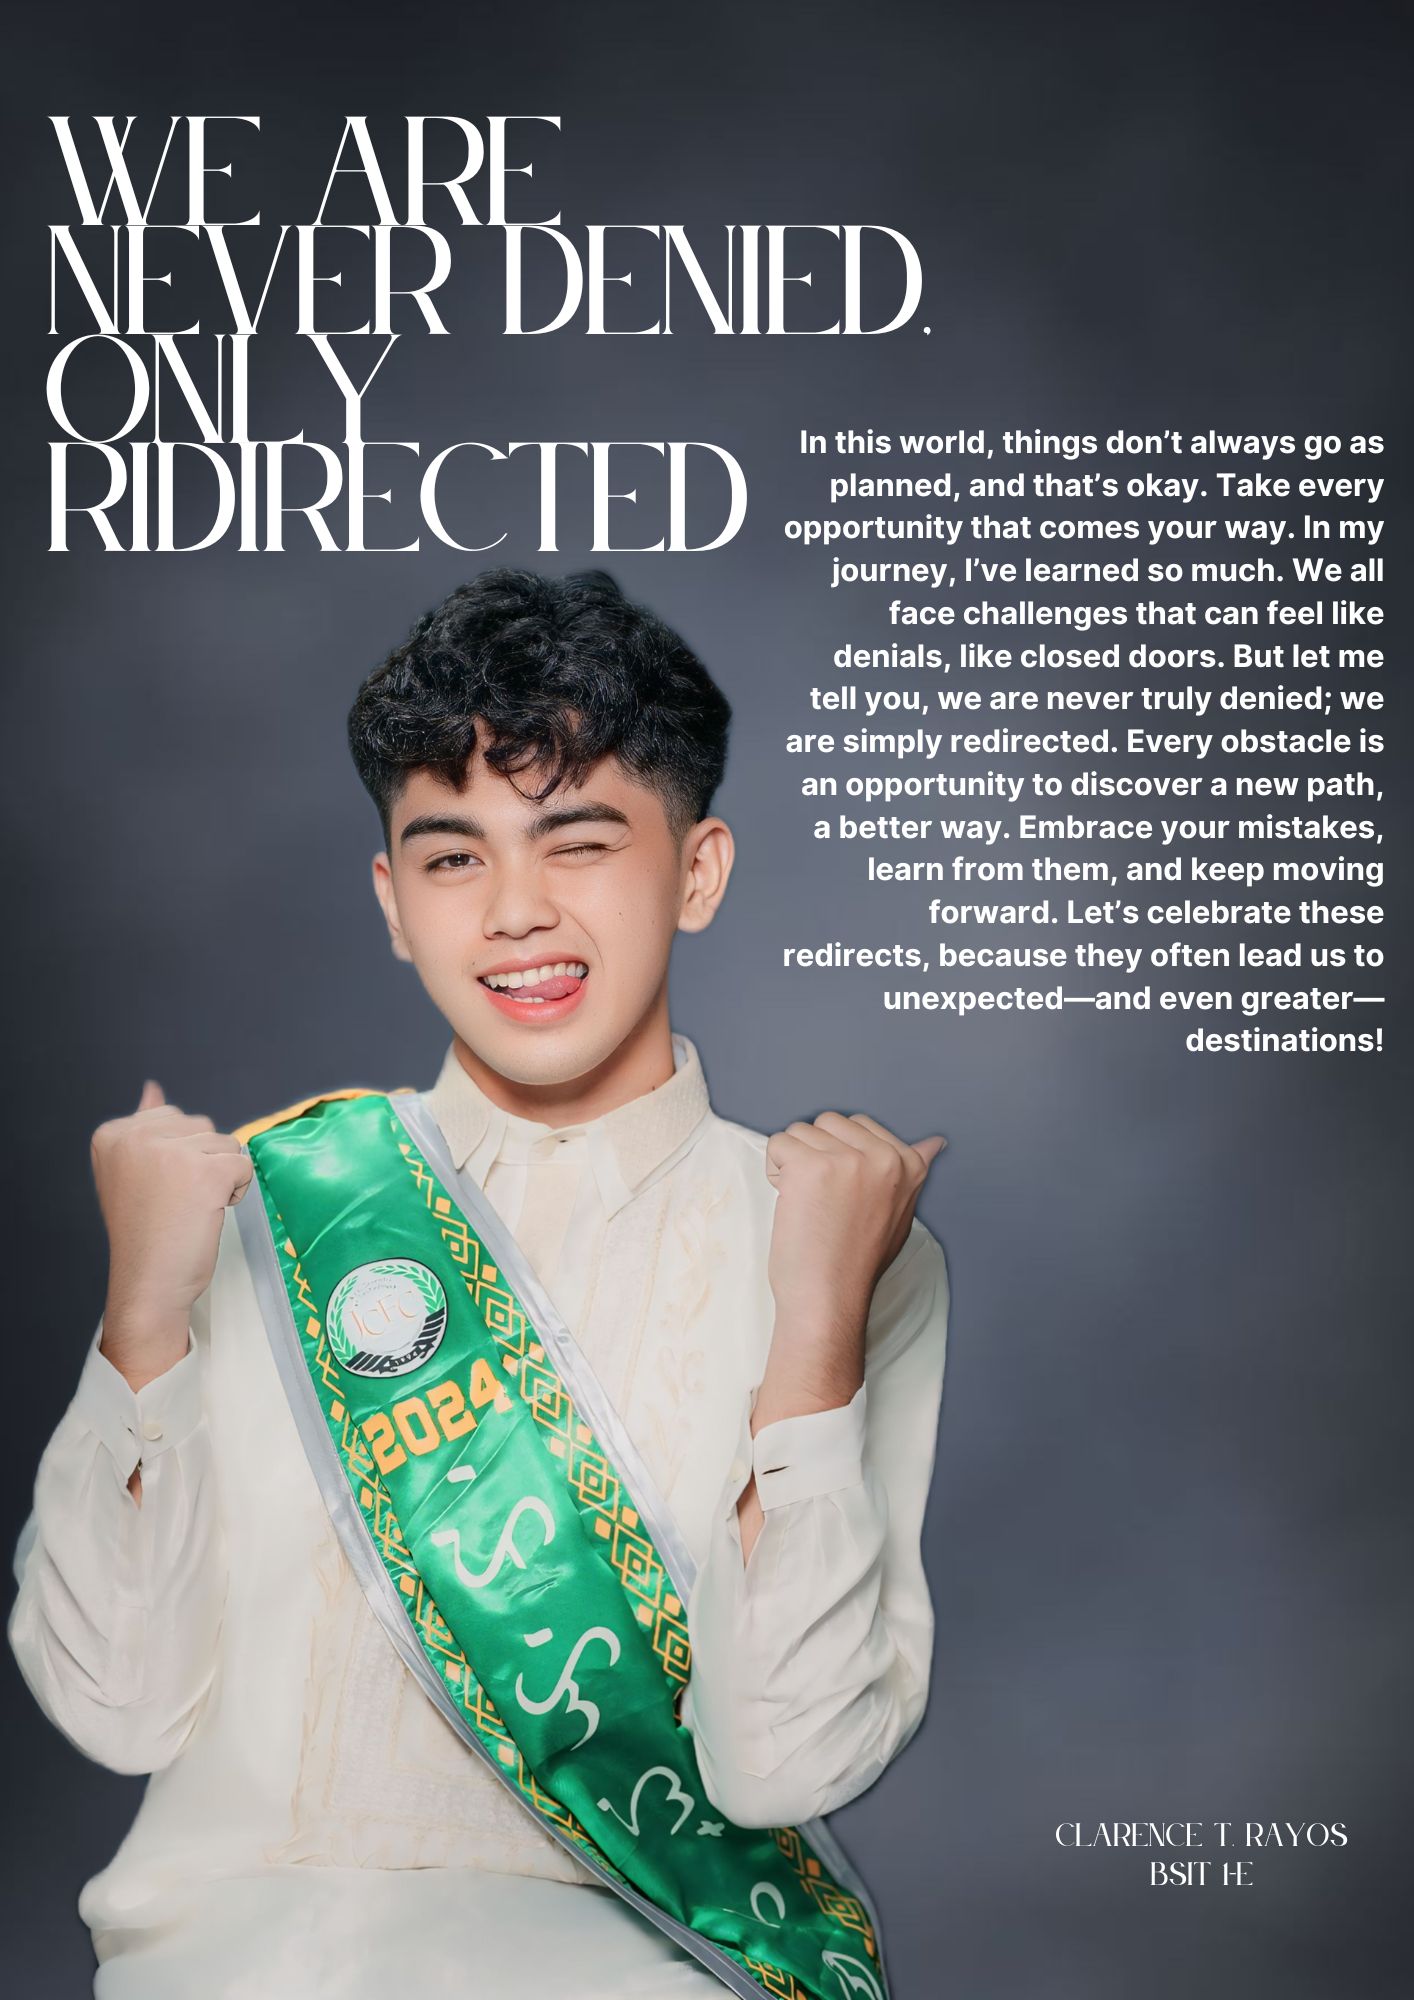 WE ARE
NEVER DENIED,
ONLY
RIDIRECTED
In this world, things don’t always go as
planned, and that’s okay. Take every
opportunity that comes your way. In my
journey, I’ve learned so much. We all
face challenges that can feel like
denials, like closed doors. But let me
tell you, we are never truly denied; we
are simply redirected. Every obstacle is
an opportunity to discover a new path,
a better way. Embrace your mistakes,
learn from them, and keep moving
forward. Let’s celebrate these
redirects, because they often lead us to
unexpected—and even greater—
destinations!
JCFC
2024
CLARENCE T. RAYOS
BSIT 1-E